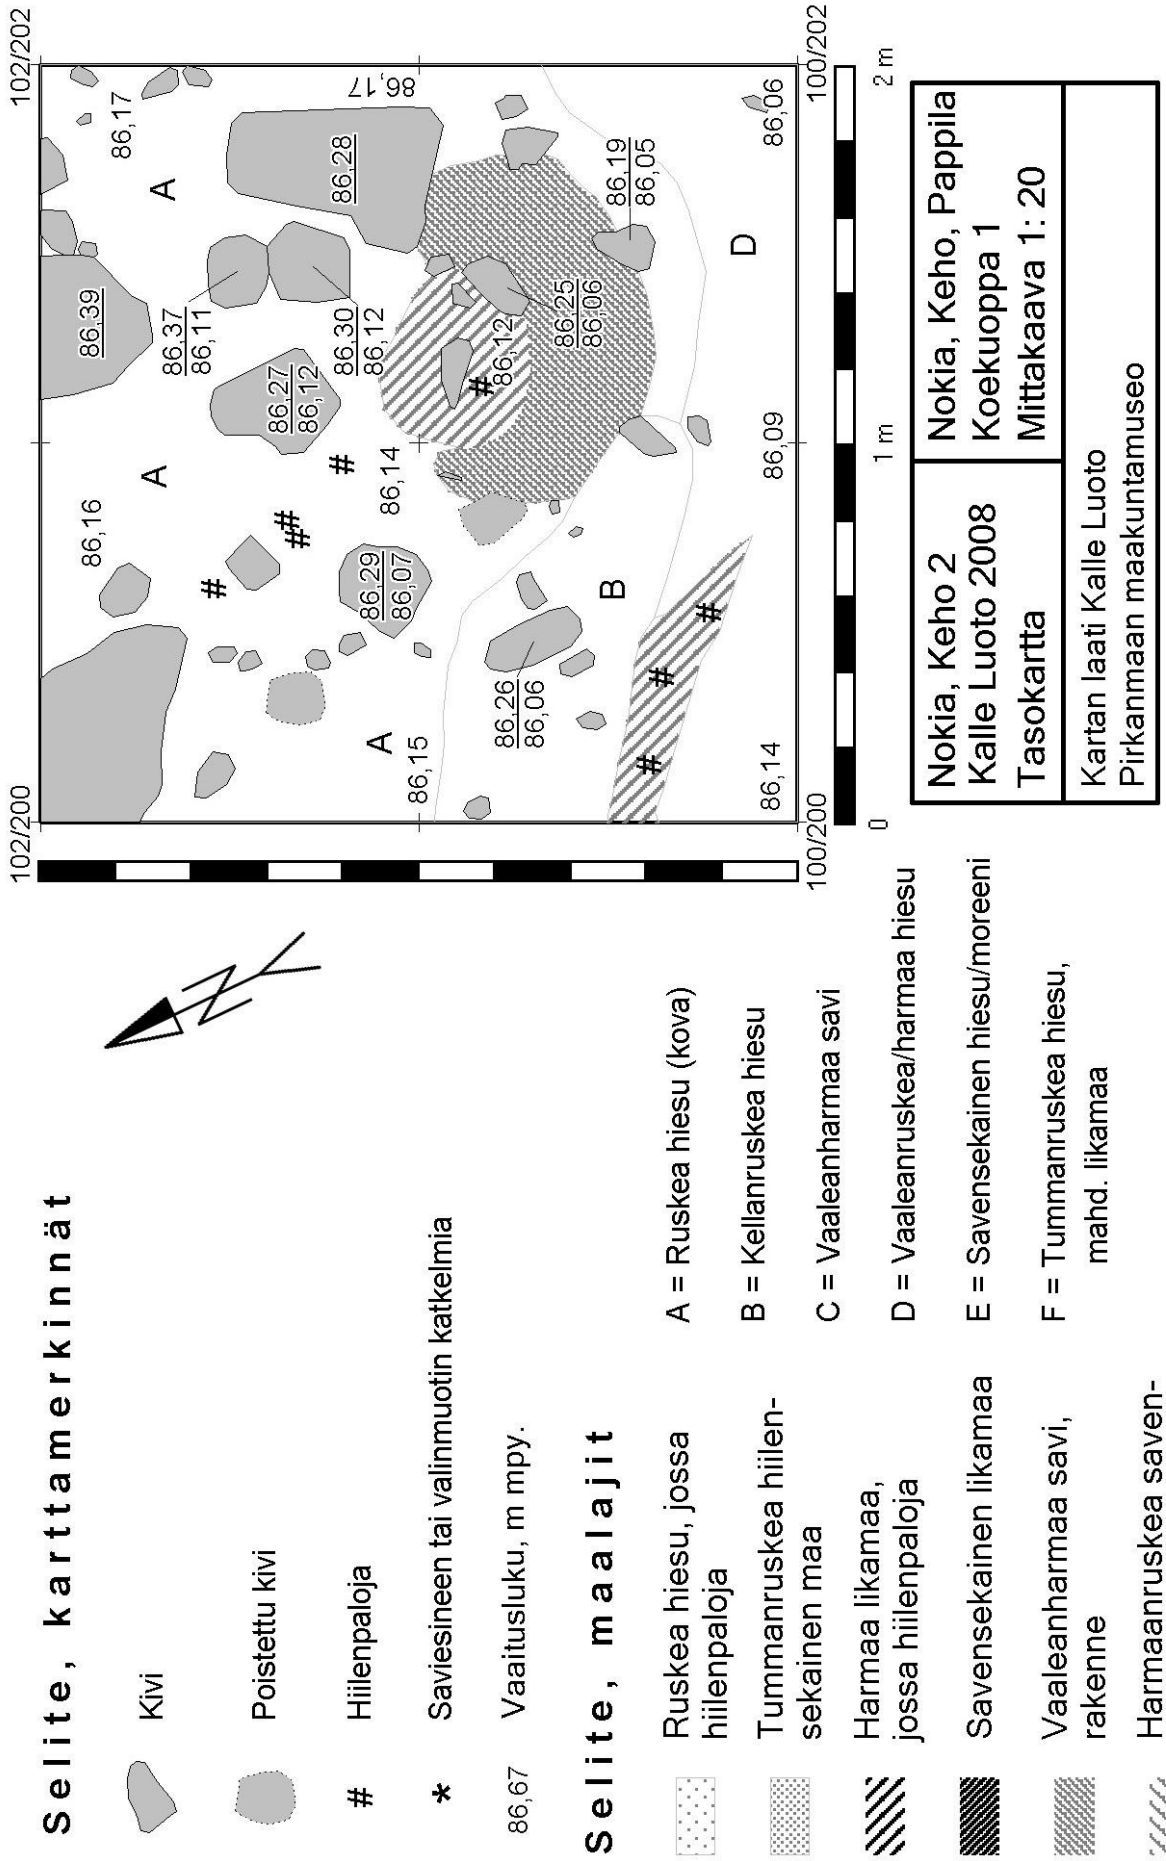 Selite, karttamerkinnät
Kivi
Poistettu kivi
# Hiilenpaloja
* Saviesineen tai valinmuotin katkelmia
86,67 Vaaitusluku, m mpy.
Selite, maalajit
Ruskea hiesu, jossa
hiilenpaloja
Tummanruskea hiilen-
sekainen maa
Harmaa likamaa,
jossa hiilenpaloja
Savensekainen likamaa
Vaaleanharmaa savi,
rakenne
Harmaanruskea saven-
A = Ruskea hiesu (kova)
B = Kellanruskea hiesu
C = Vaaleanharmaa savi
D = Vaaleanruskea/harmaa hiesu
E = Savensekainen hiesu/moreeni
F = Tummanruskea hiesu,
mahd. likamaa
N
102/200
102/202
86,17
A
86,39
86,16
A
86,37
86,11
86,28
86,17
86,30
86,12
86,27
86,12
#
#
#
#
86,14
86,29
86,07
A
86,15
86,12
#
86,25
86,06
86,26
86,06
B
86,19
86,05
D
#
#
#
86,14
86,09
86,06
100/200
100/202
0
1 m
2 m
Nokia, Keho 2
Kalle Luoto 2008
Tasokartta
Nokia, Keho, Pappila
Koekuoppa 1
Mittakaava 1: 20
Kartan laati Kalle Luoto
Pirkanmaan maakuntamuseo